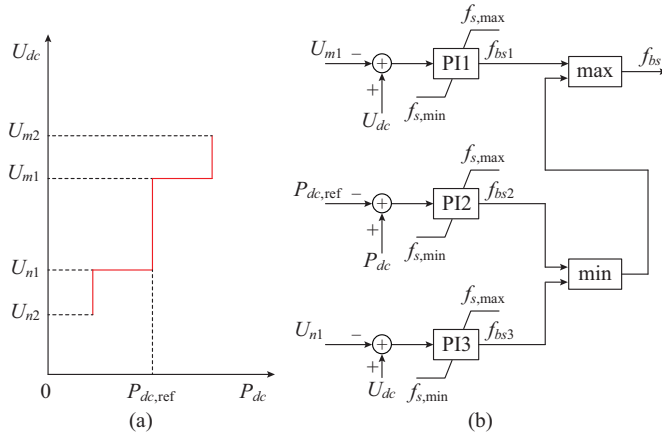 U_dc
U_m2
U_m1
U_n1
U_n2
0
P_dc,ref
P_dc
(a)
U_m1
−
+
+
U_dc
f_s,max
PI1
f_s,min
f_bs1
max
f_bs
P_dc,ref
−
+
+
P_dc
f_s,max
PI2
f_s,min
f_bs2
min
U_n1
−
+
+
U_dc
f_s,max
PI3
f_s,min
f_bs3
(b)